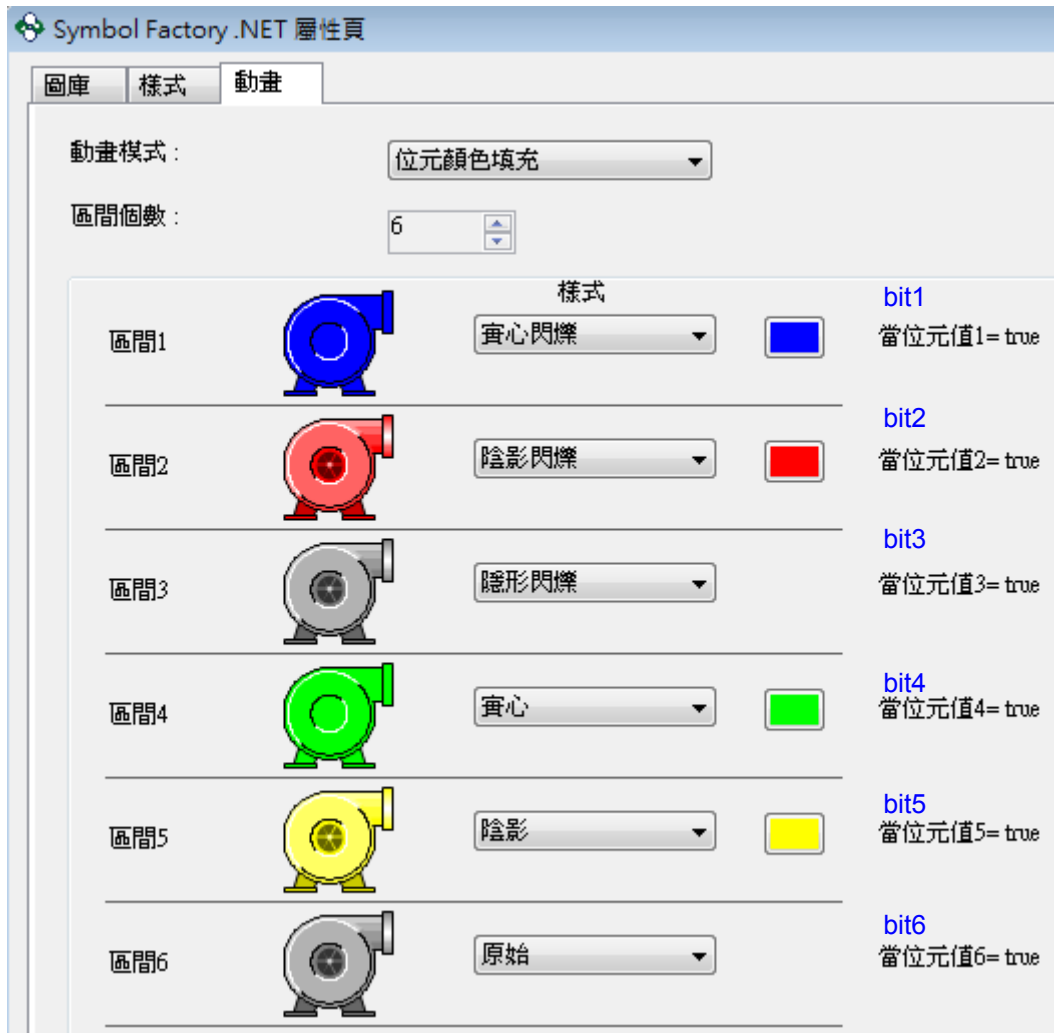 Symbol Factory .NET 屬性頁
圖庫 樣式 動畫
動畫模式 : 位元顏色填充
區間個數 : 6
樣式
bit1
區間1 實心閃爍 當位元值1= true
bit2
區間2 陰影閃爍 當位元值2= true
bit3
區間3 隱形閃爍 當位元值3= true
bit4
區間4 實心 當位元值4= true
bit5
區間5 陰影 當位元值5= true
bit6
區間6 原始 當位元值6= true